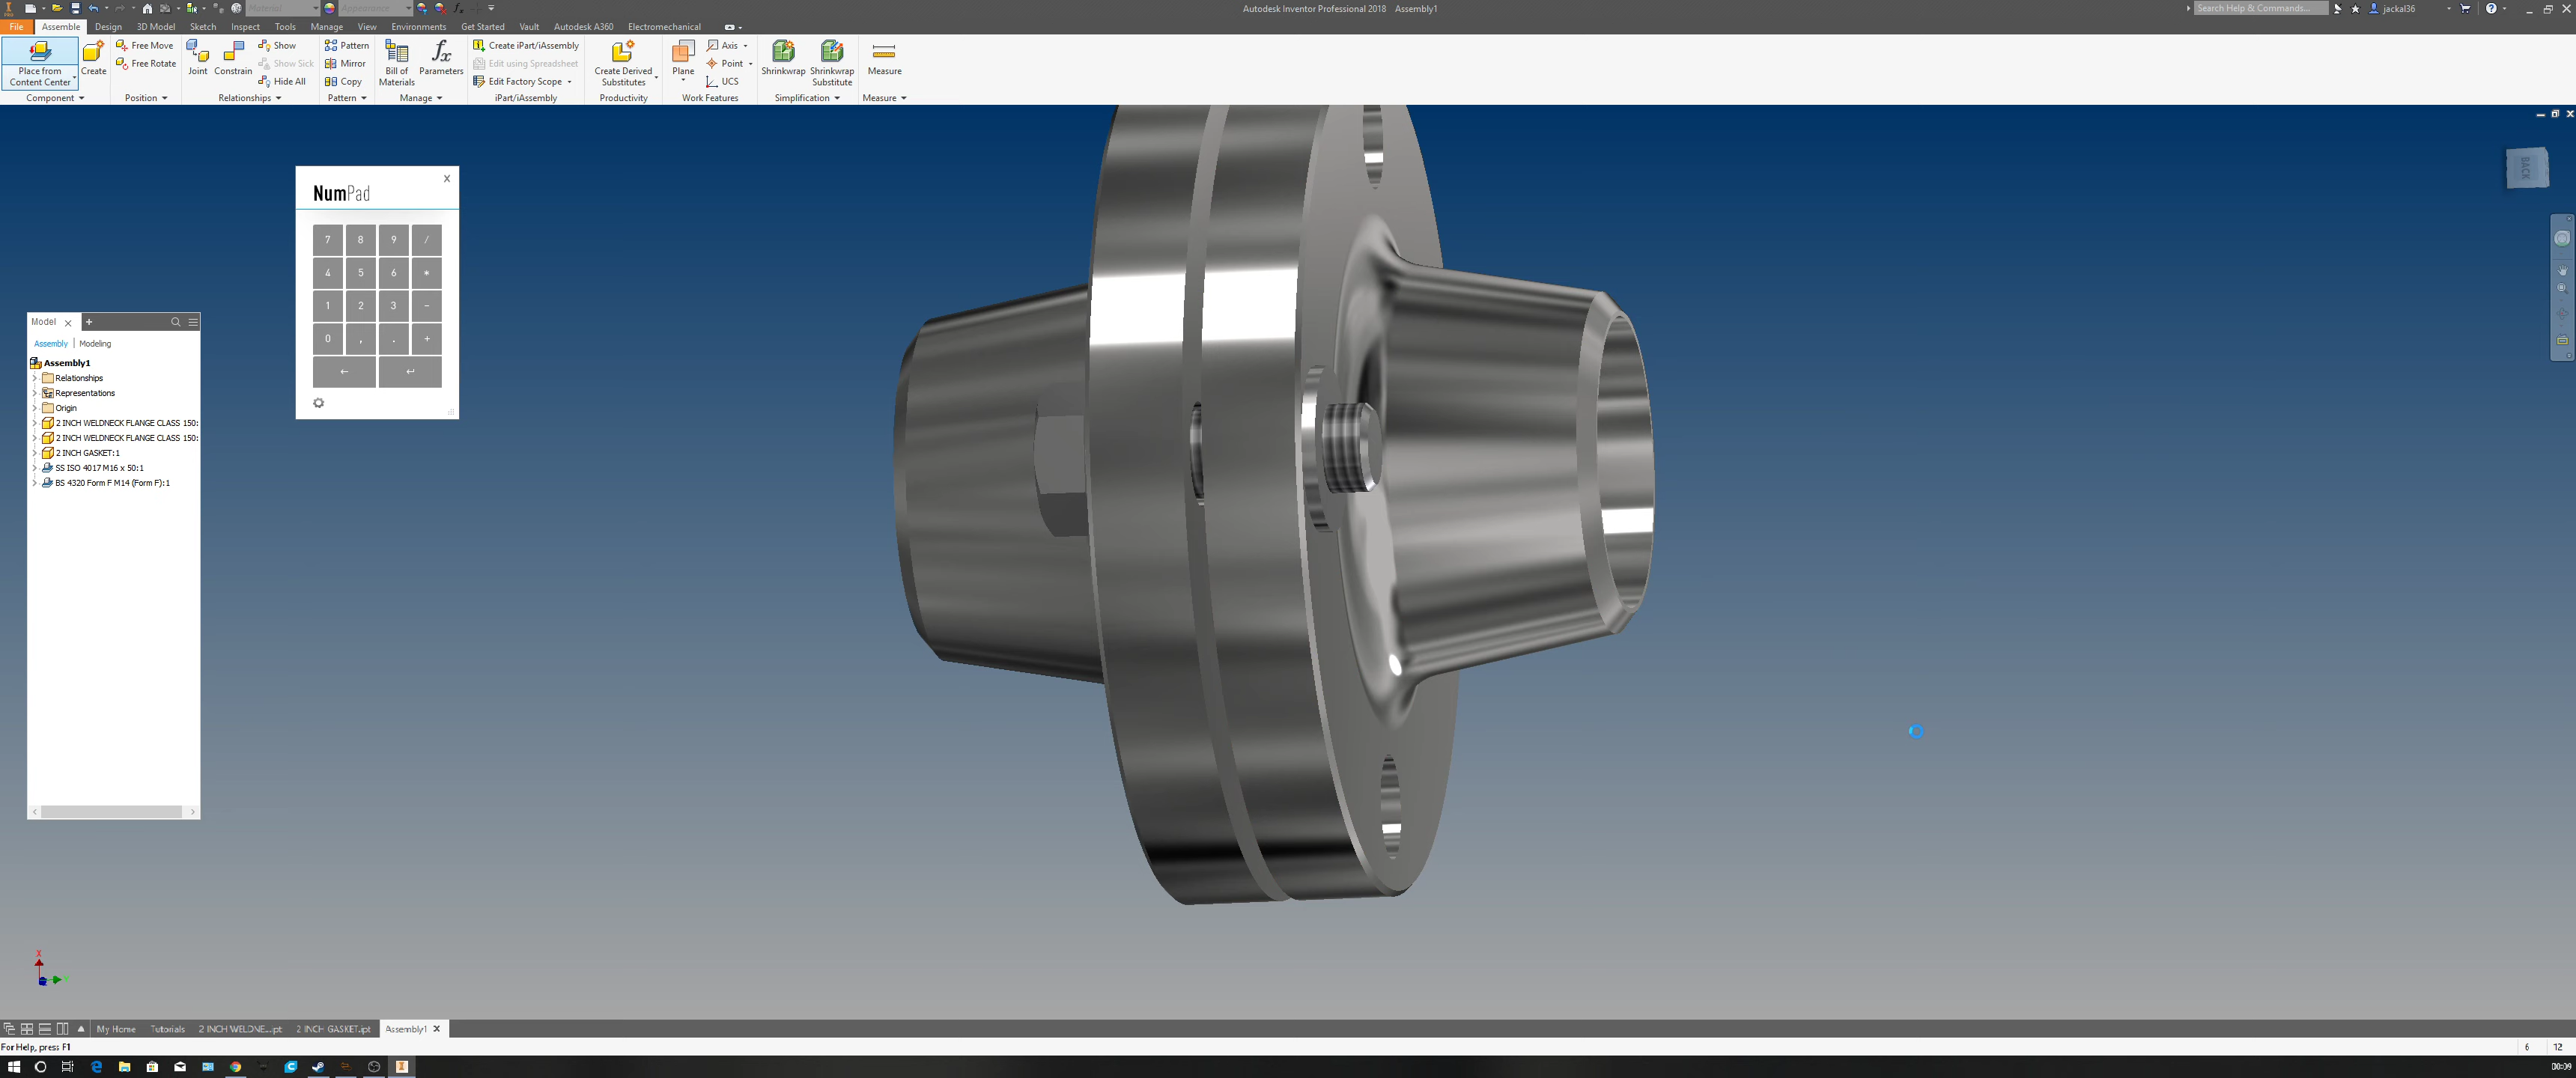 Material Appearance Autodesk Inventor Professional 2018 Assembly1 Search Help & Commands... jackal36
File Assemble Design 3D Model Sketch Inspect Tools Manage View Environments Get Started Vault Autodesk A360 Electromechanical
Place from Content Center
Create
Free Move
Free Rotate
Joint
Constrain
Show
Show Sick
Hide All
Pattern
Mirror
Copy
Bill of Materials
Parameters
Create iPart/iAssembly
Edit using Spreadsheet
Edit Factory Scope
Create Derived Substitutes
Plane
Axis
Point
UCS
Shrinkwrap
Shrinkwrap Substitute
Measure
Component Position Relationships Pattern Manage iPart/iAssembly Productivity Work Features Simplification Measure
BACK
NumPad
7 8 9 /
4 5 6 *
1 2 3 -
0 , . +
Model
Assembly | Modeling
Assembly1
Relationships
Representations
Origin
2 INCH WELDNECK FLANGE CLASS 150:
2 INCH WELDNECK FLANGE CLASS 150:
2 INCH GASKET:1
SS ISO 4017 M16 x 50:1
BS 4320 Form F M14 (Form F):1
X
My Home Tutorials 2 INCH WELDNE...ipt 2 INCH GASKET.ipt Assembly1
For Help, press F1
6 12